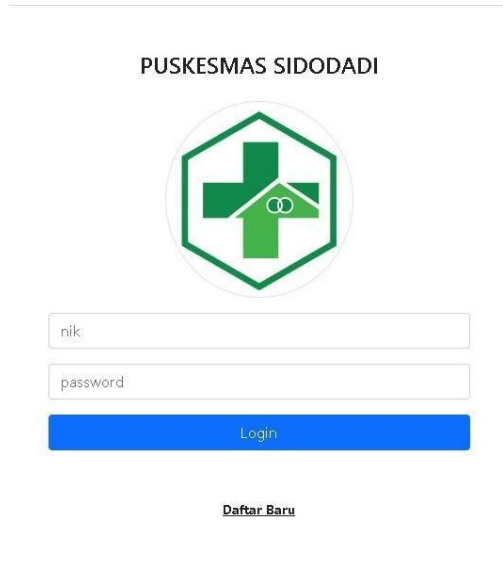 PUSKESMAS SIDODADI
nik
password
Login
Daftar Baru